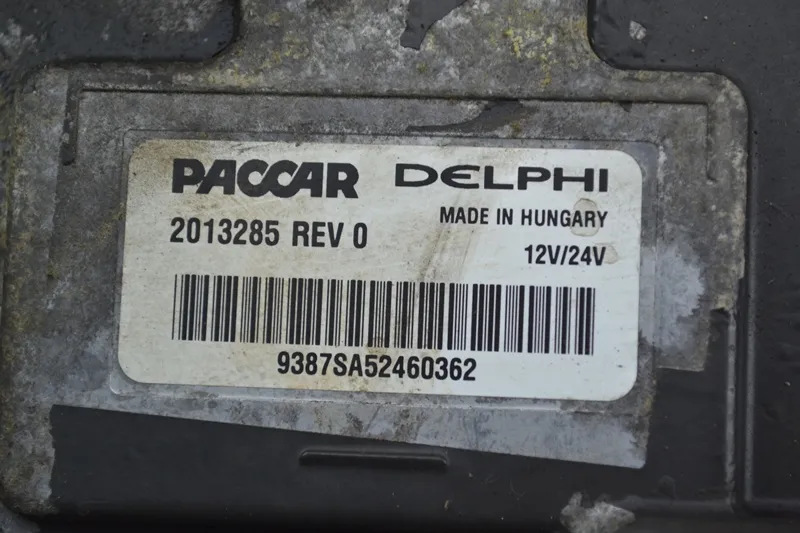 PACCAR DELPHI
MADE IN HUNGARY
2013285 REV 0
12V/24V
9387SA52460362